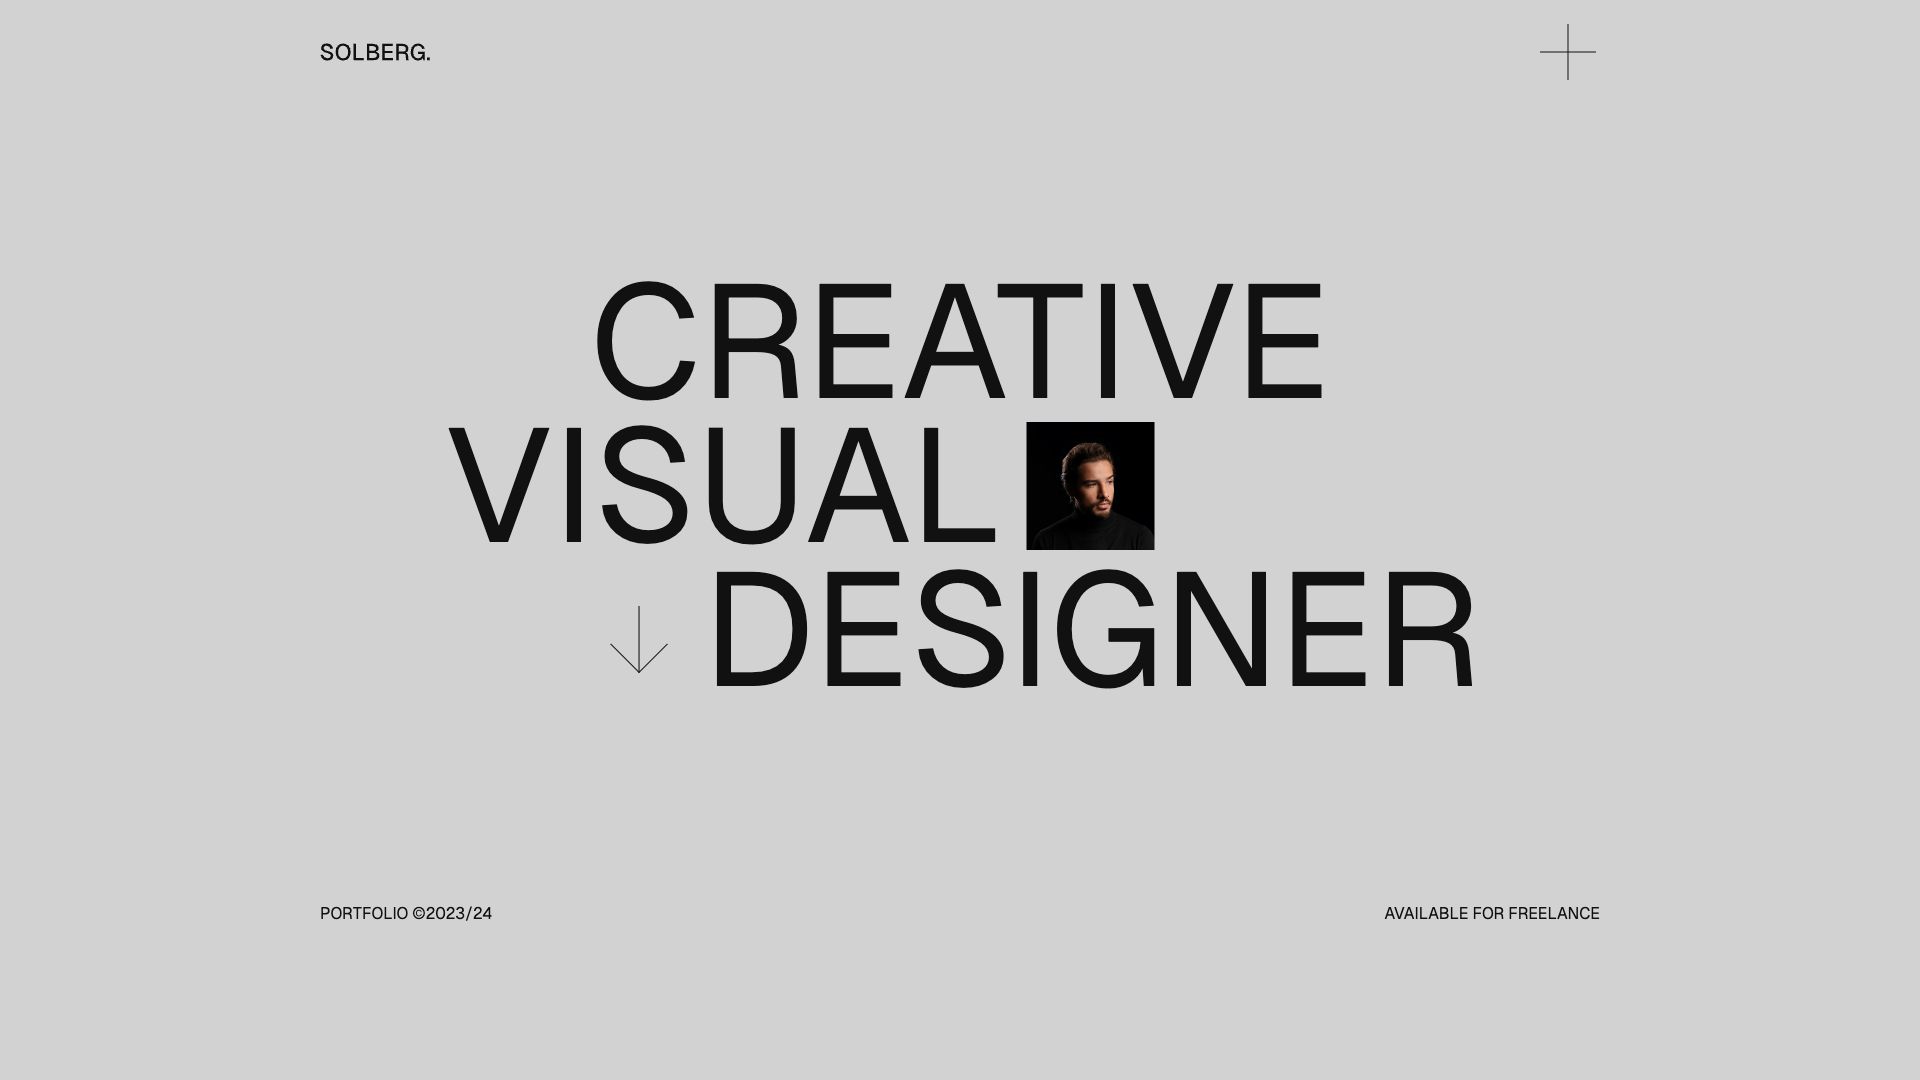 SOLBERG.
CREATIVE
VISUAL
DESIGNER
PORTFOLIO ©2023/24
AVAILABLE FOR FREELANCE